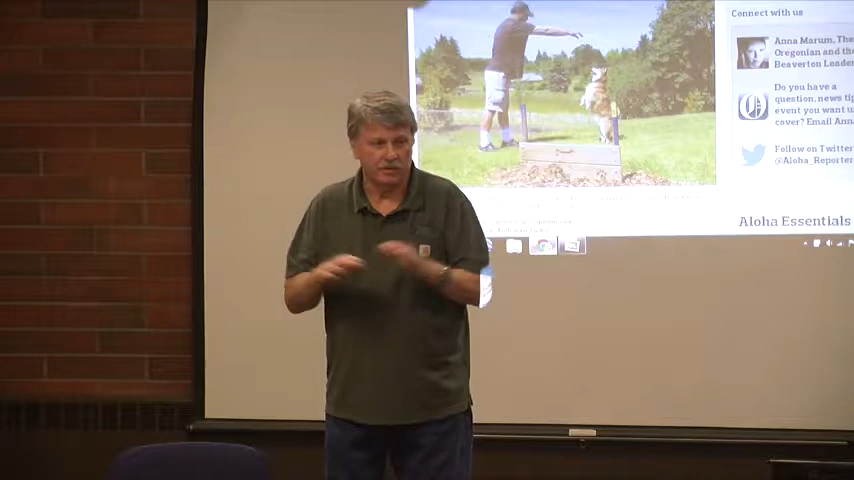 Connect with us
Anna Marum, The
Oregonian and the
Beaverton Leader
Do you have a
question, news tip
event you want us
cover? Email Anna
Follow on Twitter
@Aloha_Reporter
Aloha Essentials